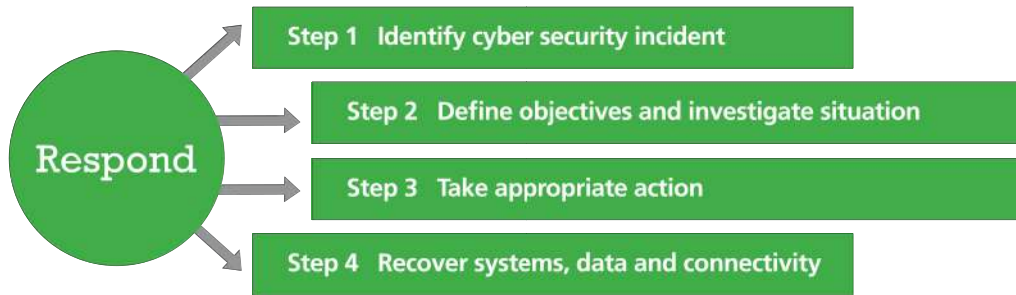 Respond
Step 1 Identify cyber security incident
Step 2 Define objectives and investigate situation
Step 3 Take appropriate action
Step 4 Recover systems, data and connectivity